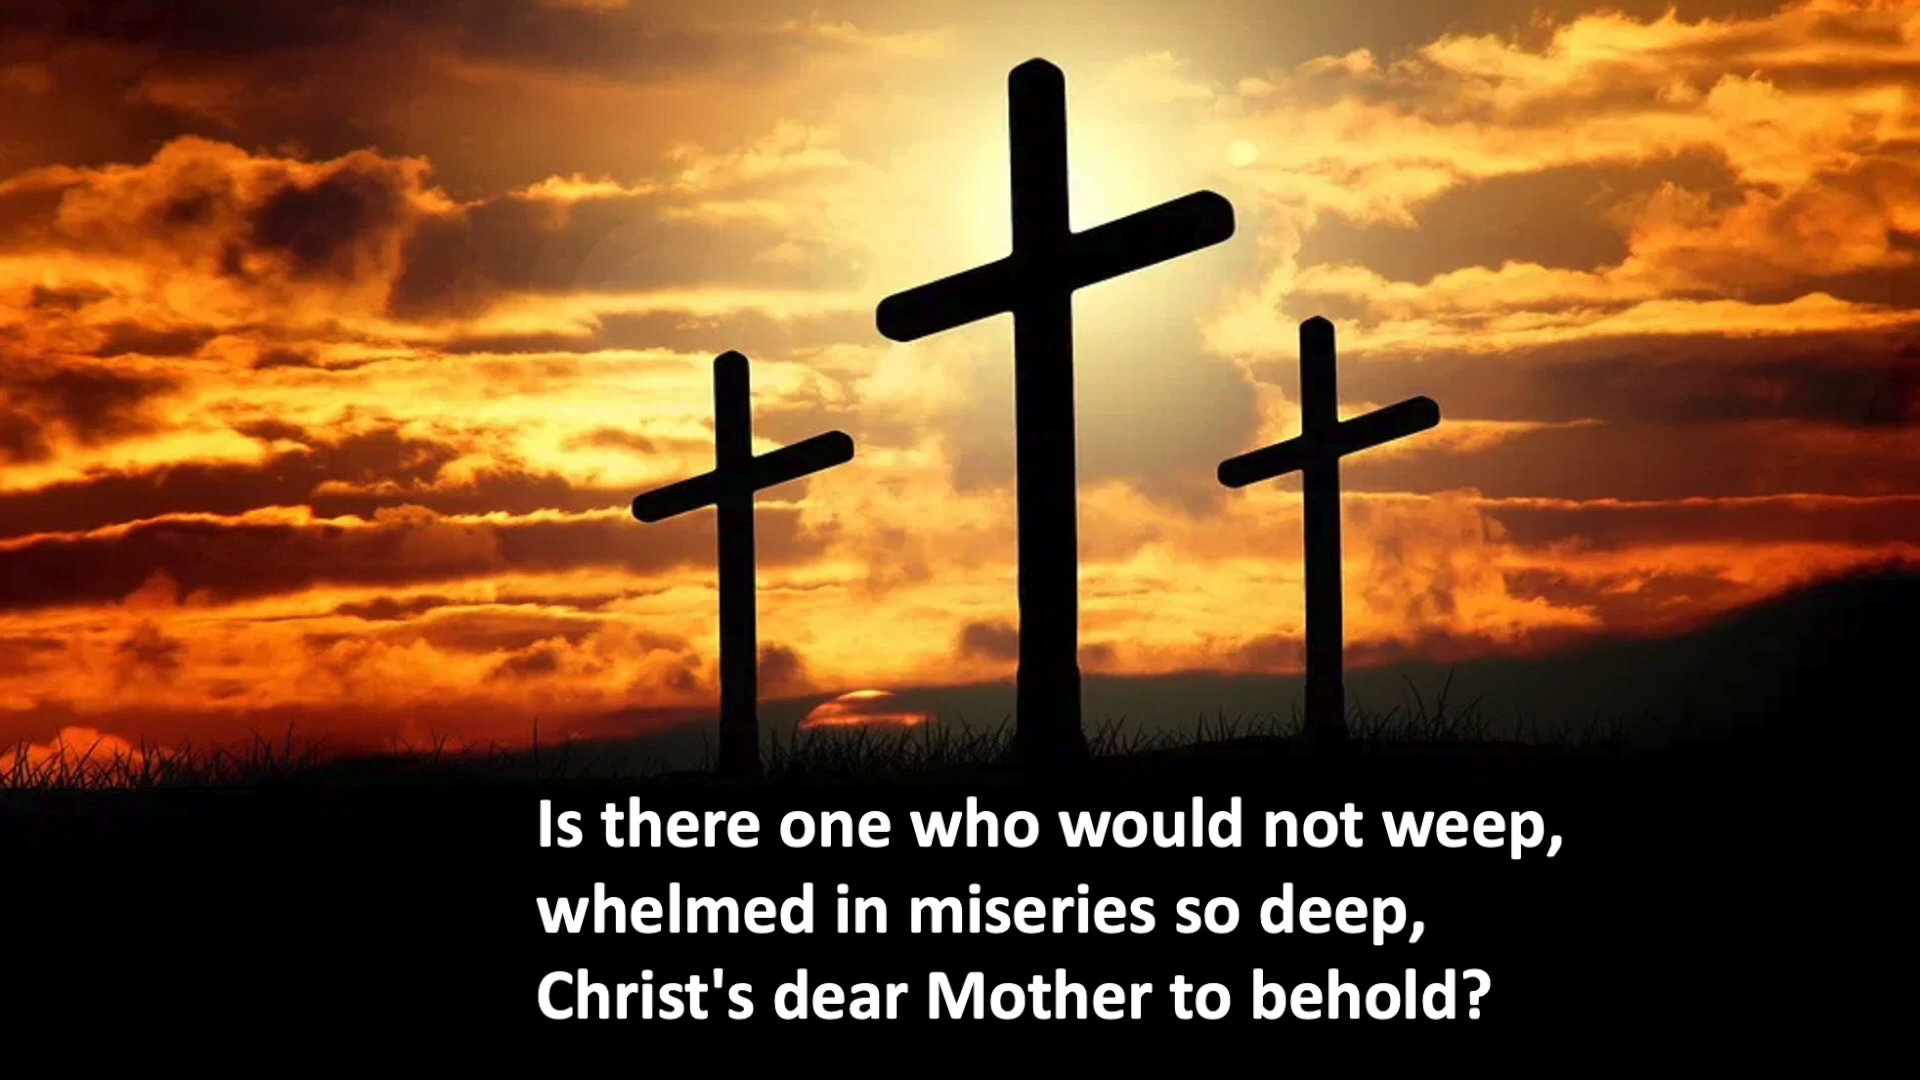 Is there one who would not weep,
whelmed in miseries so deep,
Christ's dear Mother to behold?